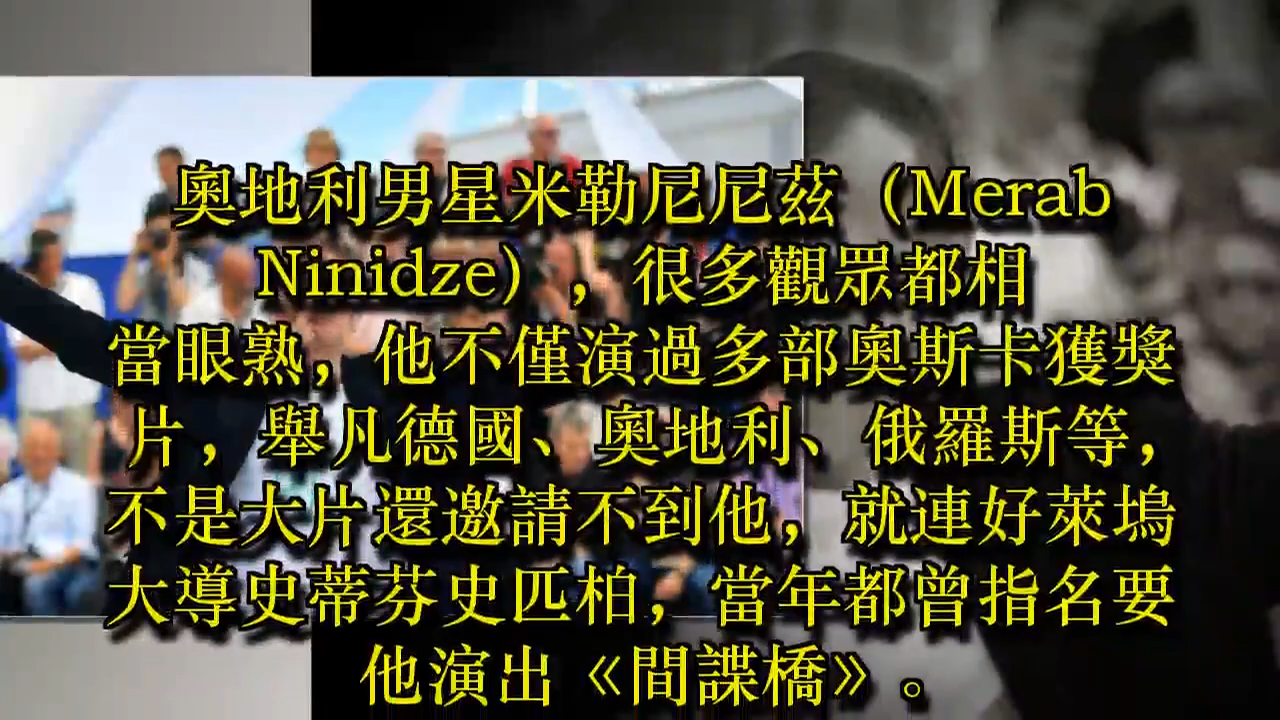 奧地利男星米勒尼尼茲（Merab
Ninidze），很多觀眾都相
當眼熟，他不僅演過多部奧斯卡獲獎
片，舉凡德國、奧地利、俄羅斯等，
不是大片還邀請不到他，就連好萊塢
大導史蒂芬史匹柏，當年都曾指名要
他演出《間諜橋》。